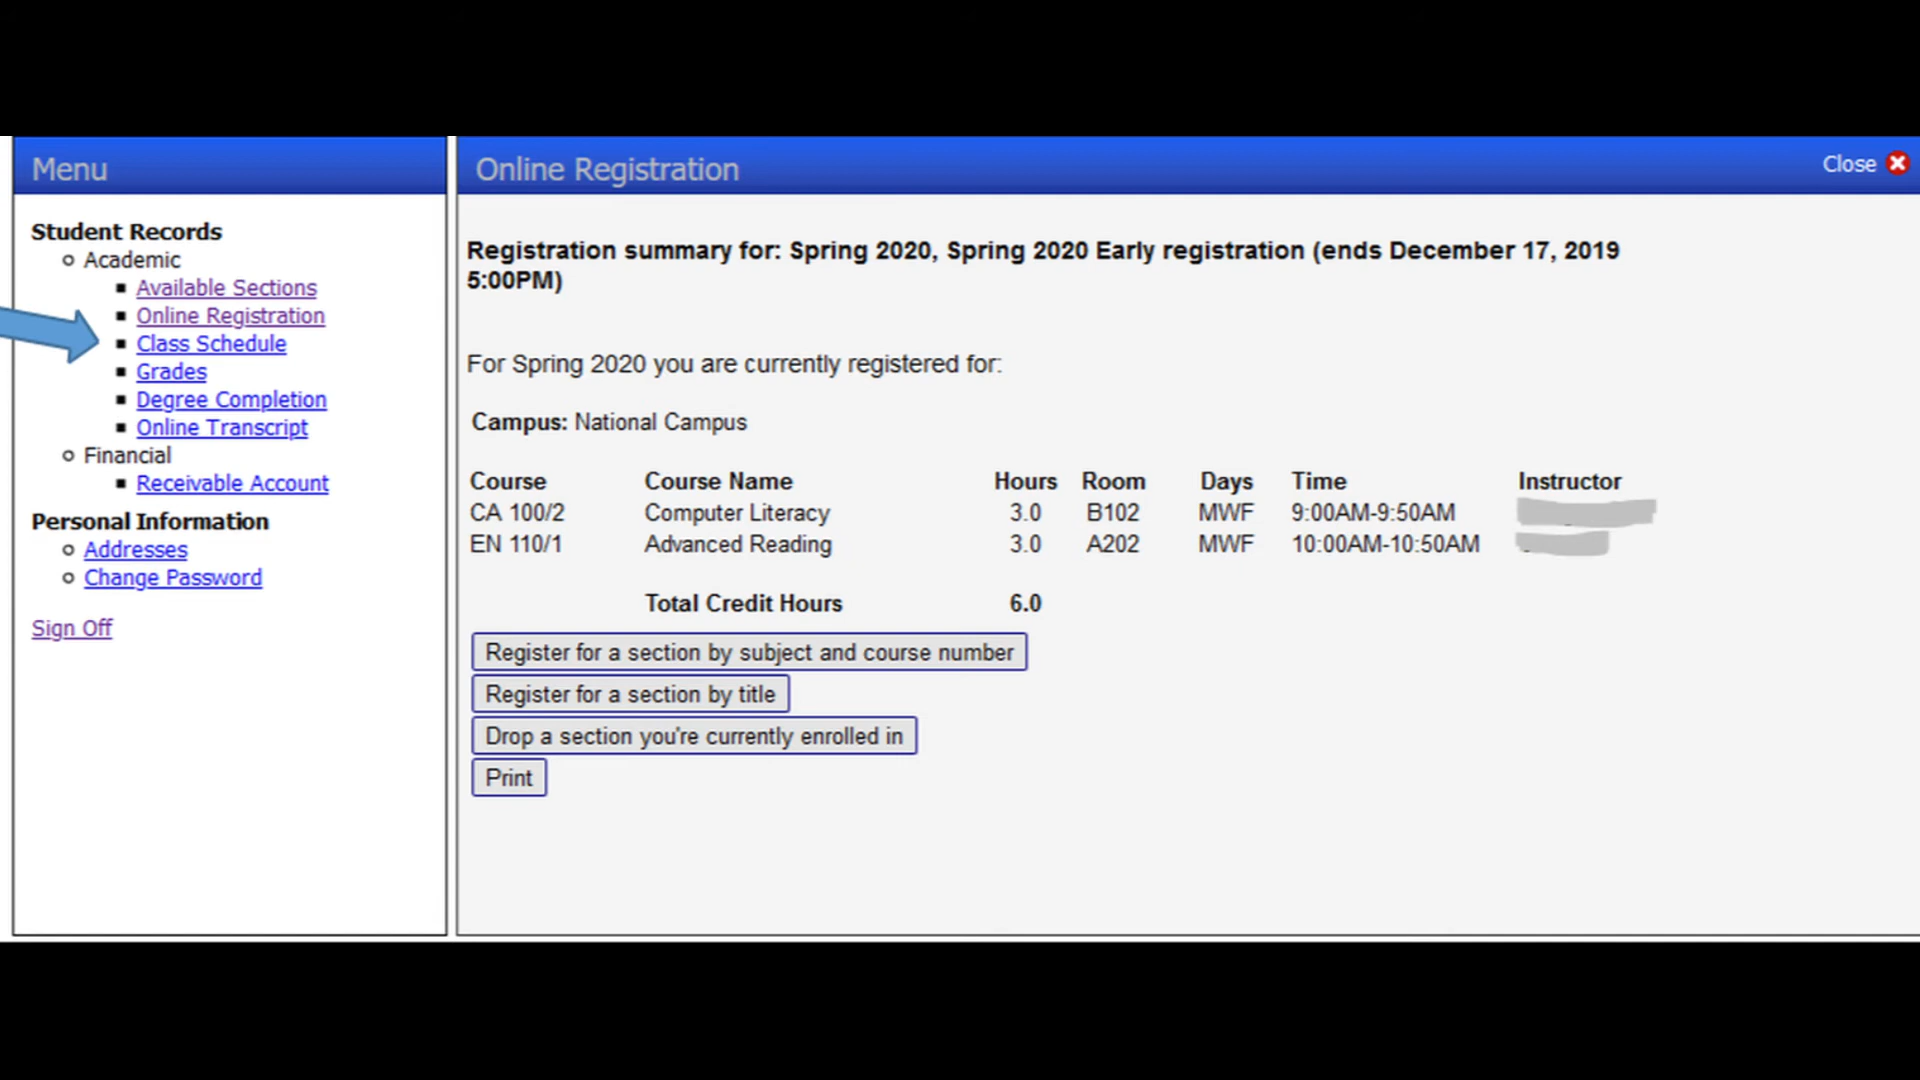 Menu
Student Records
Academic
Available Sections
Online Registration
Class Schedule
Grades
Degree Completion
Online Transcript
Financial
Receivable Account
Personal Information
Addresses
Change Password
Sign Off
Online Registration
Close
Registration summary for: Spring 2020, Spring 2020 Early registration (ends December 17, 2019
5:00PM)
For Spring 2020 you are currently registered for:
Campus: National Campus
Course Course Name Hours Room Days Time Instructor
CA 100/2 Computer Literacy 3.0 B102 MWF 9:00AM-9:50AM
EN 110/1 Advanced Reading 3.0 A202 MWF 10:00AM-10:50AM
Total Credit Hours 6.0
Register for a section by subject and course number
Register for a section by title
Drop a section you're currently enrolled in
Print